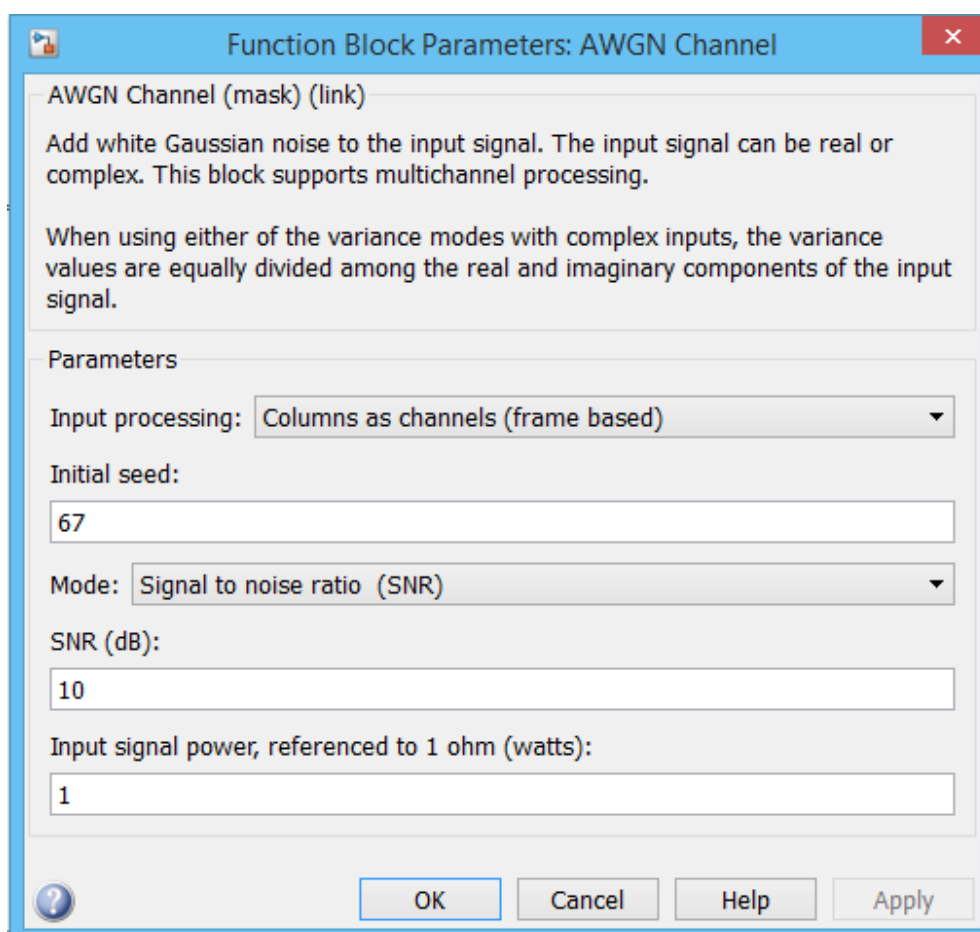 Function Block Parameters: AWGN Channel
AWGN Channel (mask) (link)
Add white Gaussian noise to the input signal. The input signal can be real or
complex. This block supports multichannel processing.
When using either of the variance modes with complex inputs, the variance
values are equally divided among the real and imaginary components of the input
signal.
Parameters
Input processing: Columns as channels (frame based)
Initial seed:
67
Mode: Signal to noise ratio  (SNR)
SNR (dB):
10
Input signal power, referenced to 1 ohm (watts):
1
OK Cancel Help Apply